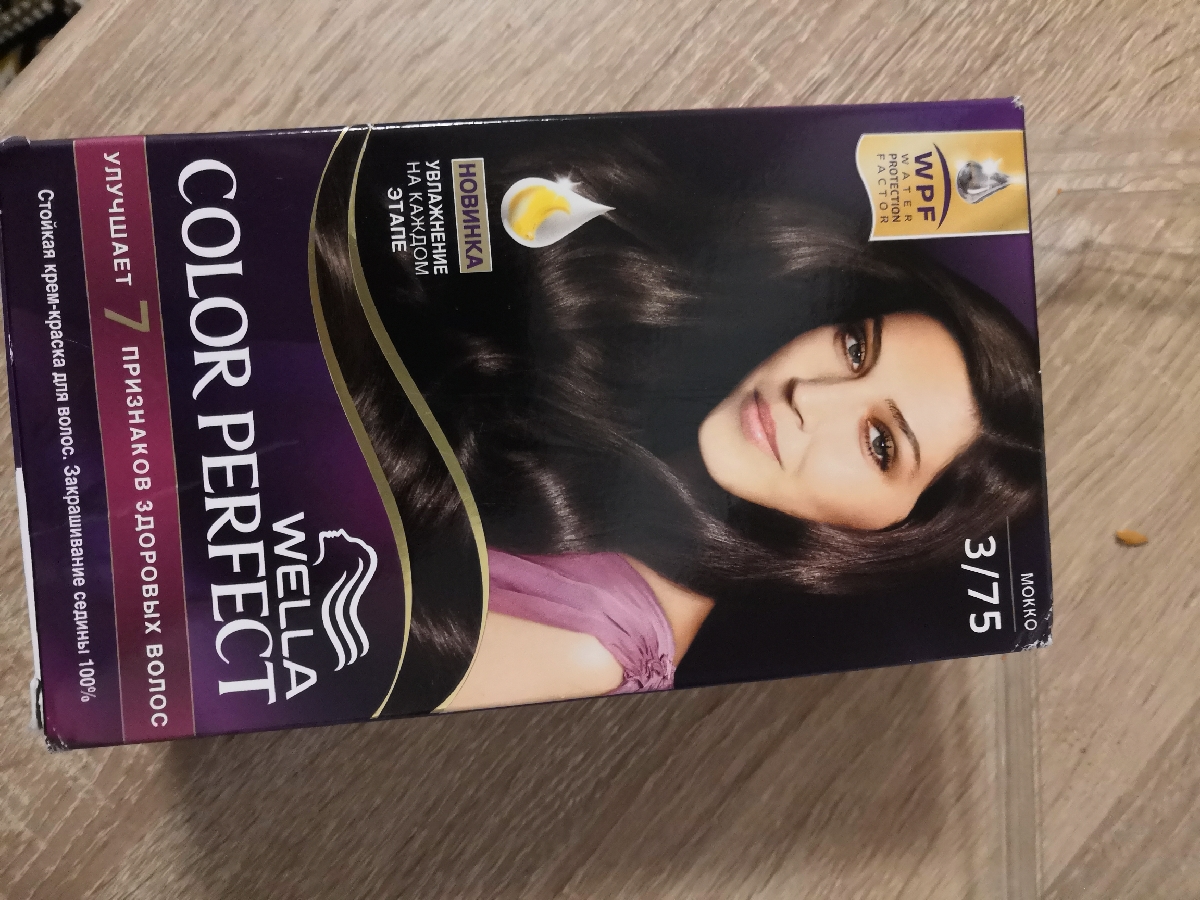 WPF
WATER
PROTECTION
FACTOR
МОККО
3/75
НОВИНКА
УВЛАЖНЕНИЕ
НА КАЖДОМ
ЭТАПЕ
WELLA
COLOR PERFECT
УЛУЧШАЕТ 7 ПРИЗНАКОВ ЗДОРОВЫХ ВОЛОС
Стойкая крем-краска для волос. Закрашивание седины 100%